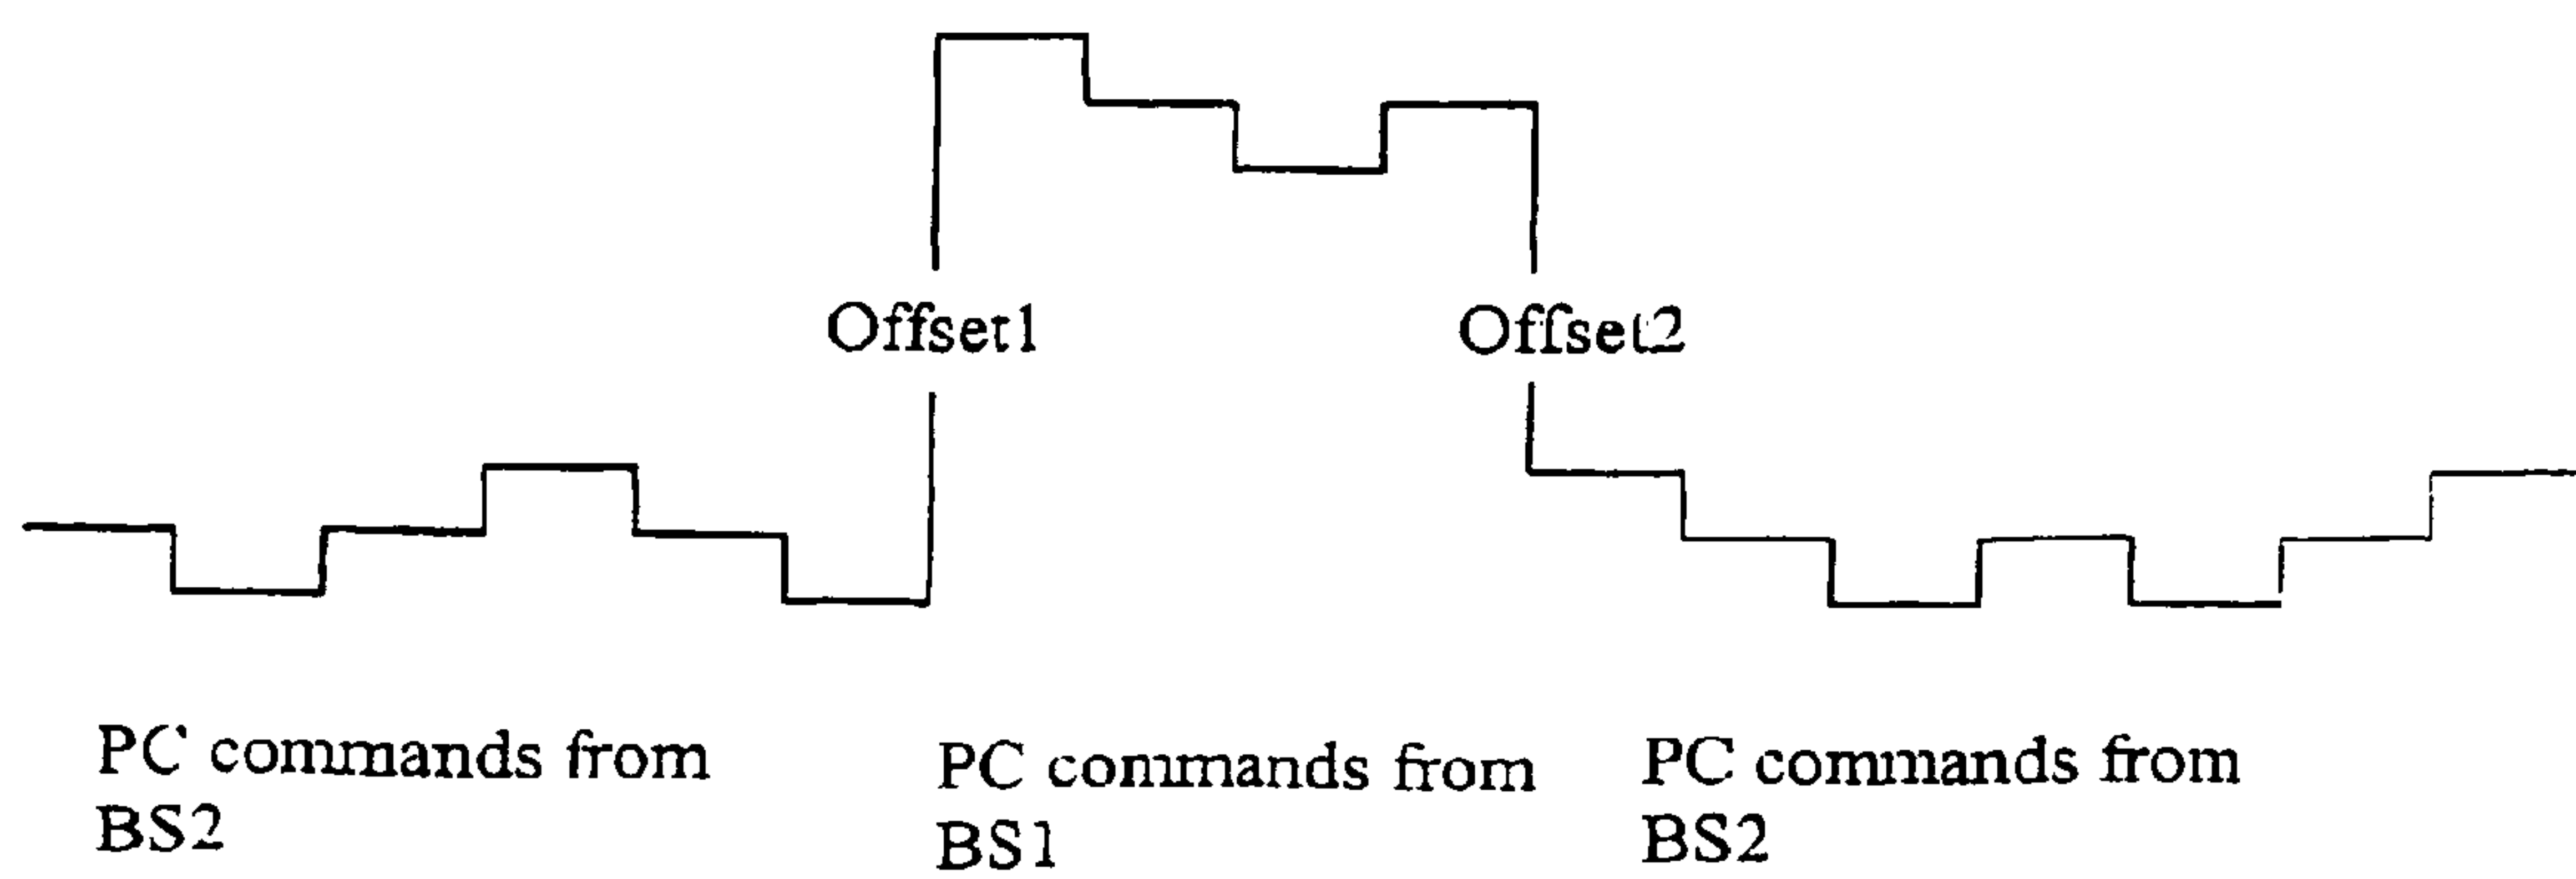 Offset1
Offset2
PC commands from
BS2
PC commands from
BS1
PC commands from
BS2